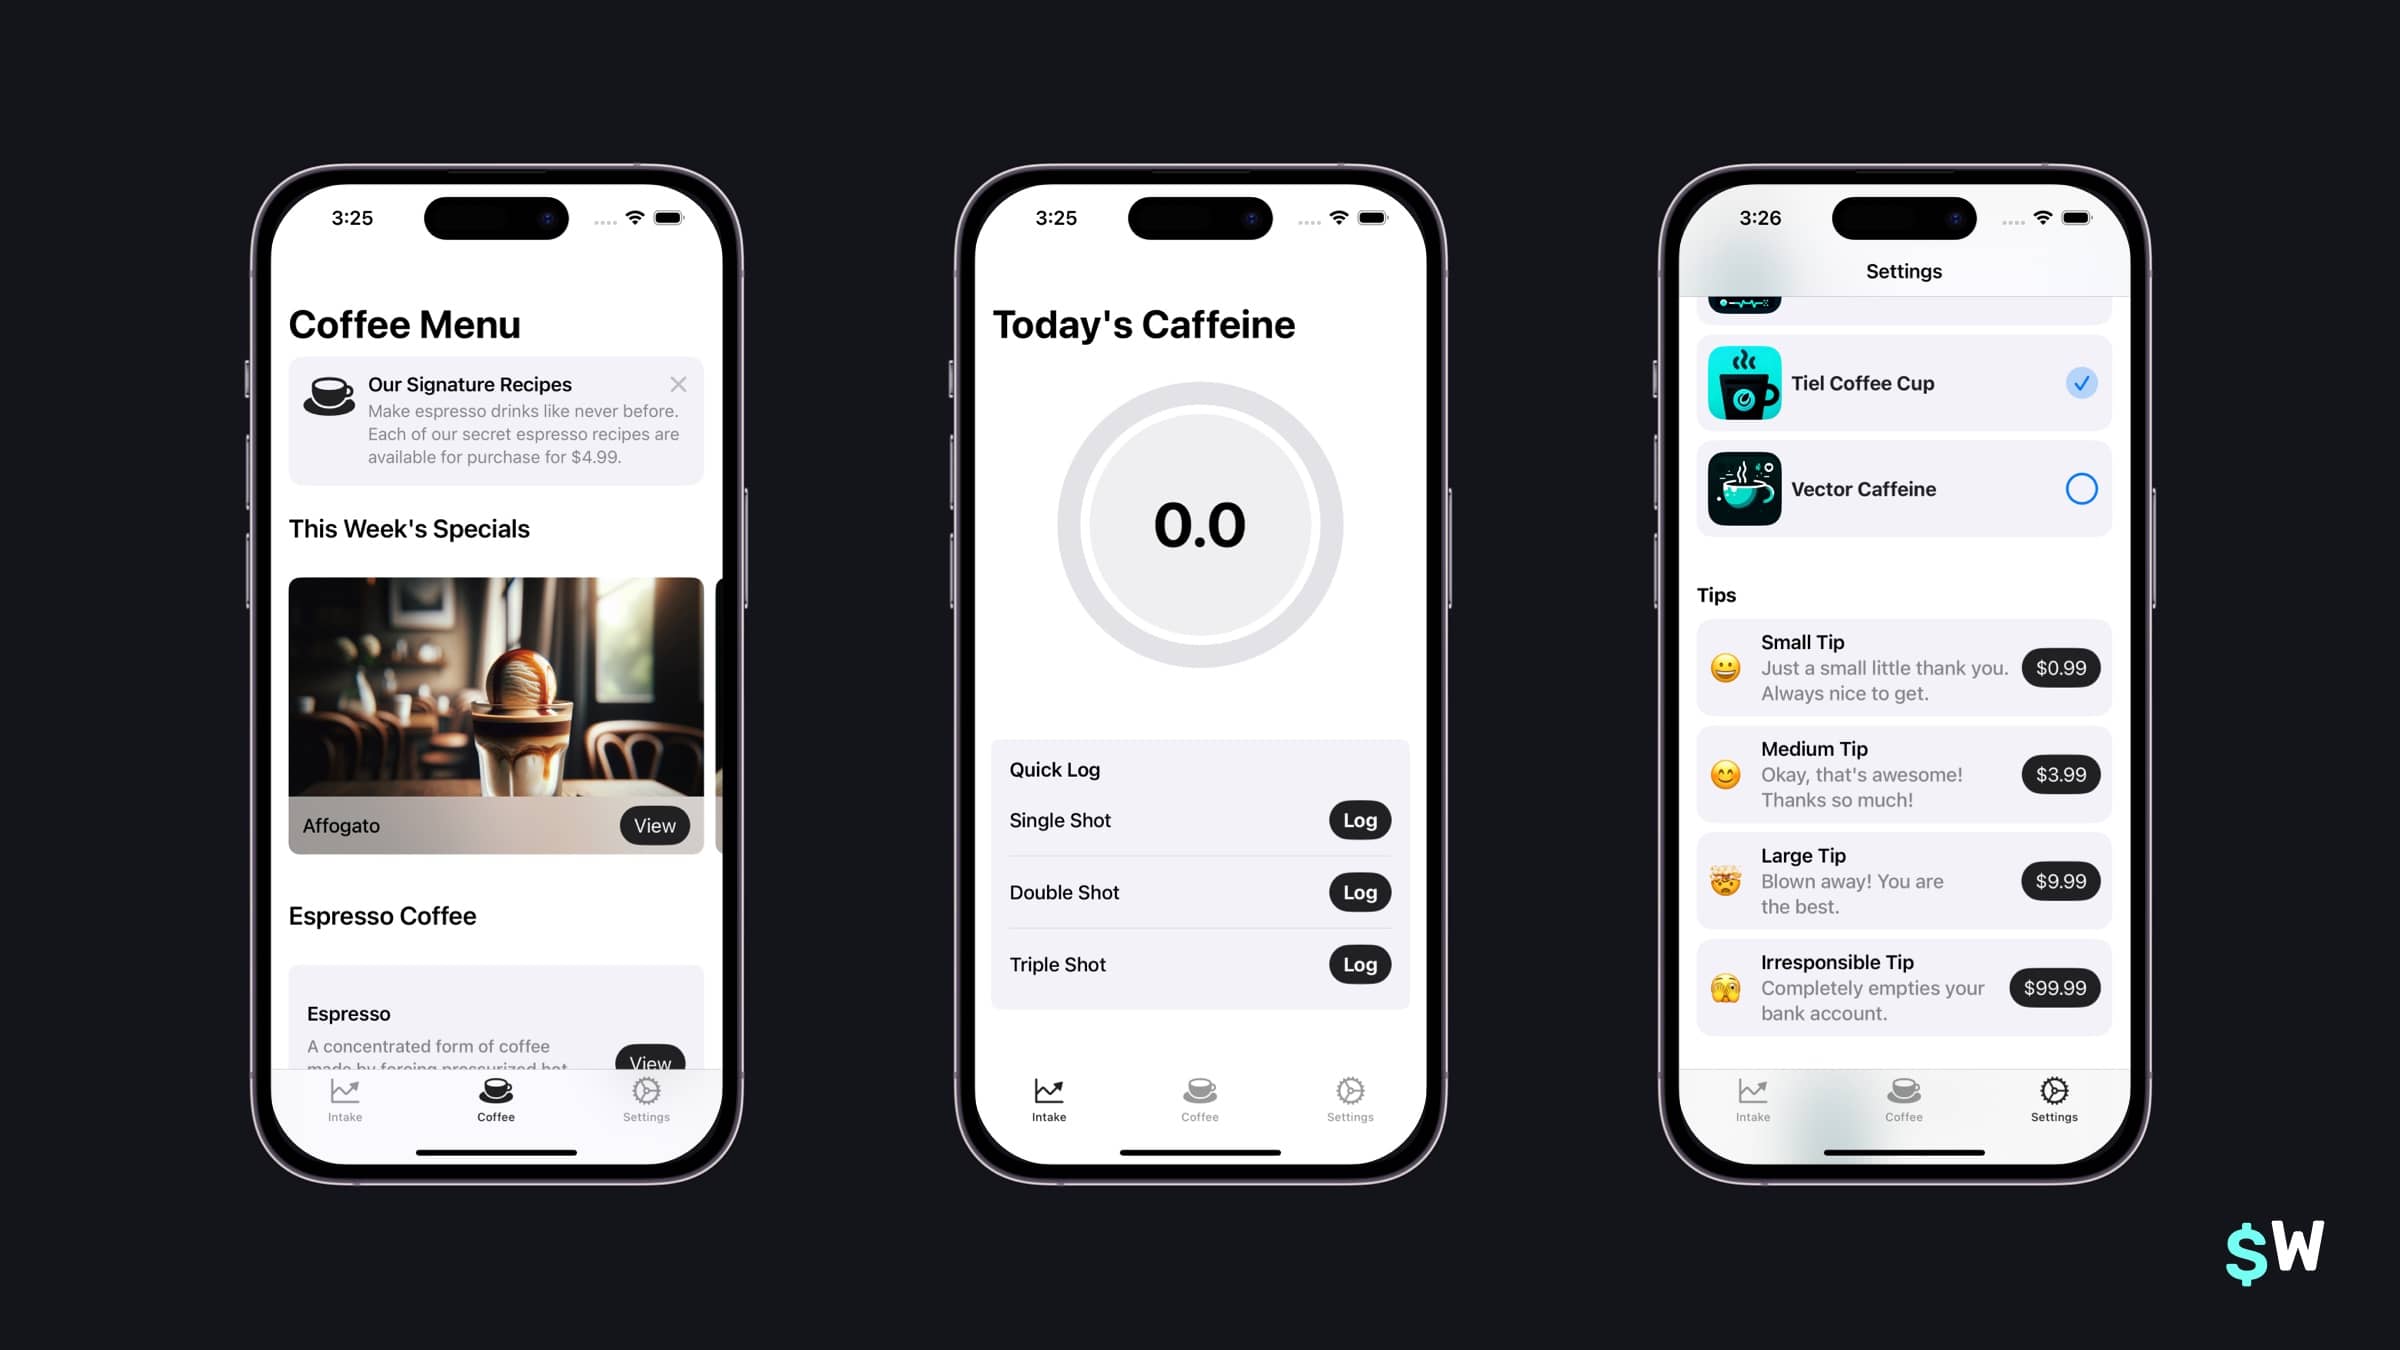 3:25
Coffee Menu
Our Signature Recipes
Make espresso drinks like never before.
Each of our secret espresso recipes are
available for purchase for $4.99.
This Week's Specials
Affogato
View
Espresso Coffee
Espresso
A concentrated form of coffee
made by forcing pressurized hot
View
Intake
Coffee
Settings
3:25
Today's Caffeine
0.0
Quick Log
Single Shot
Log
Double Shot
Log
Triple Shot
Log
Intake
Coffee
Settings
3:26
Settings
Tiel Coffee Cup
Vector Caffeine
Tips
Small Tip
Just a small little thank you.
Always nice to get.
$0.99
Medium Tip
Okay, that's awesome!
Thanks so much!
$3.99
Large Tip
Blown away! You are
the best.
$9.99
Irresponsible Tip
Completely empties your
bank account.
$99.99
Intake
Coffee
Settings
$W